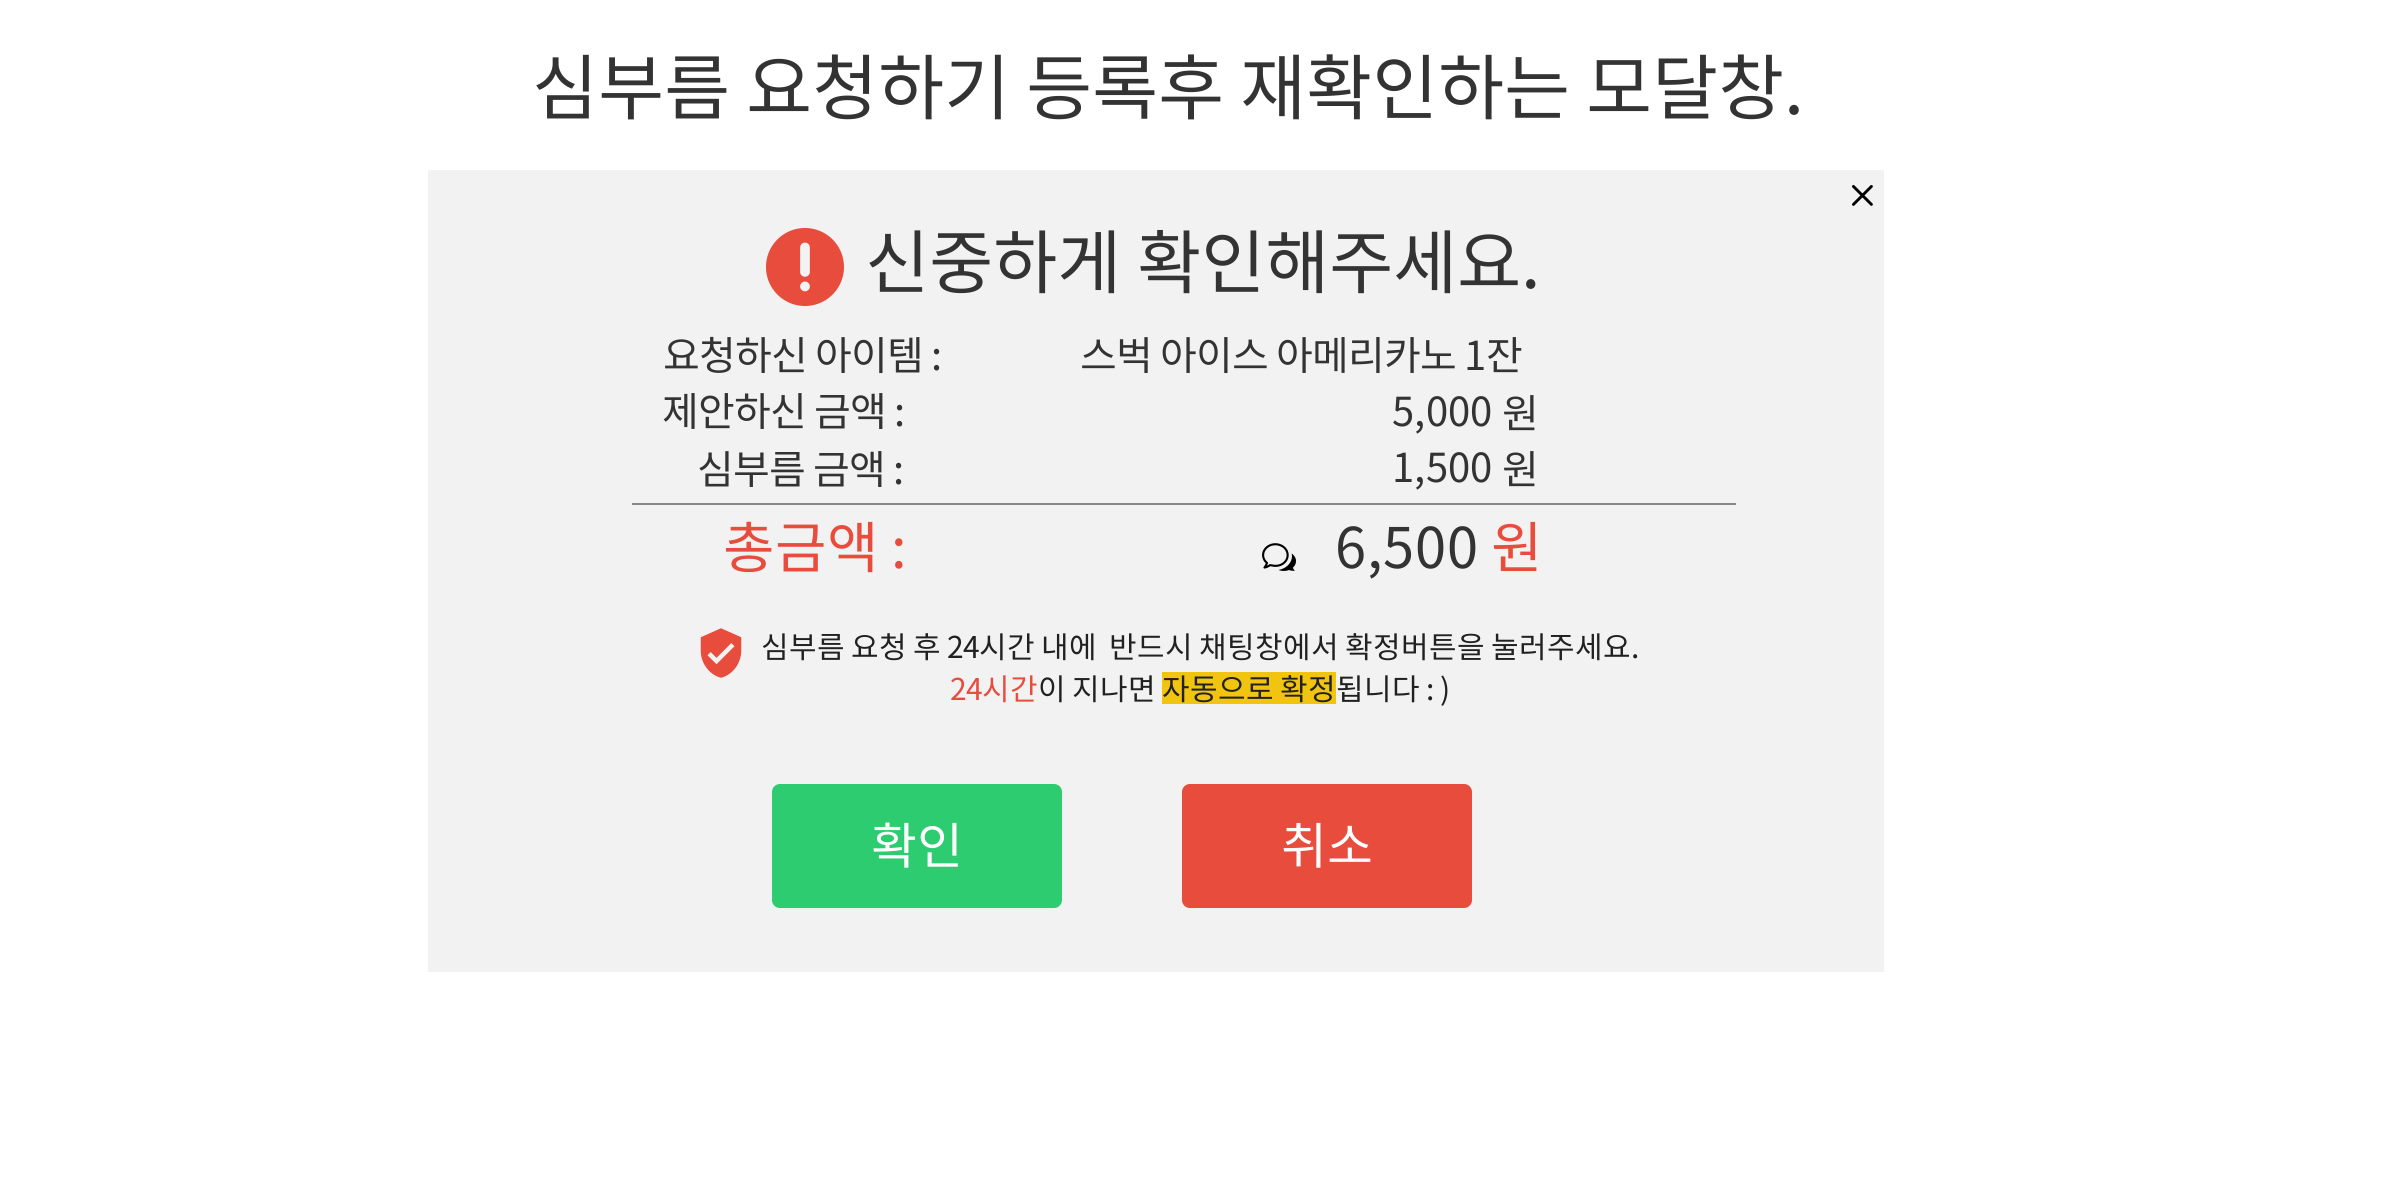 심부름 요청하기 등록후 재확인하는 모달창.
신중하게 확인해주세요.
요청하신 아이템 : 스벅 아이스 아메리카노 1잔
제안하신 금액 : 5,000 원
심부름 금액 : 1,500 원
총금액 : 6,500 원
심부름 요청 후 24시간 내에 반드시 채팅창에서 확정버튼을 눌러주세요.
24시간이 지나면 자동으로 확정됩니다 : )
확인 취소